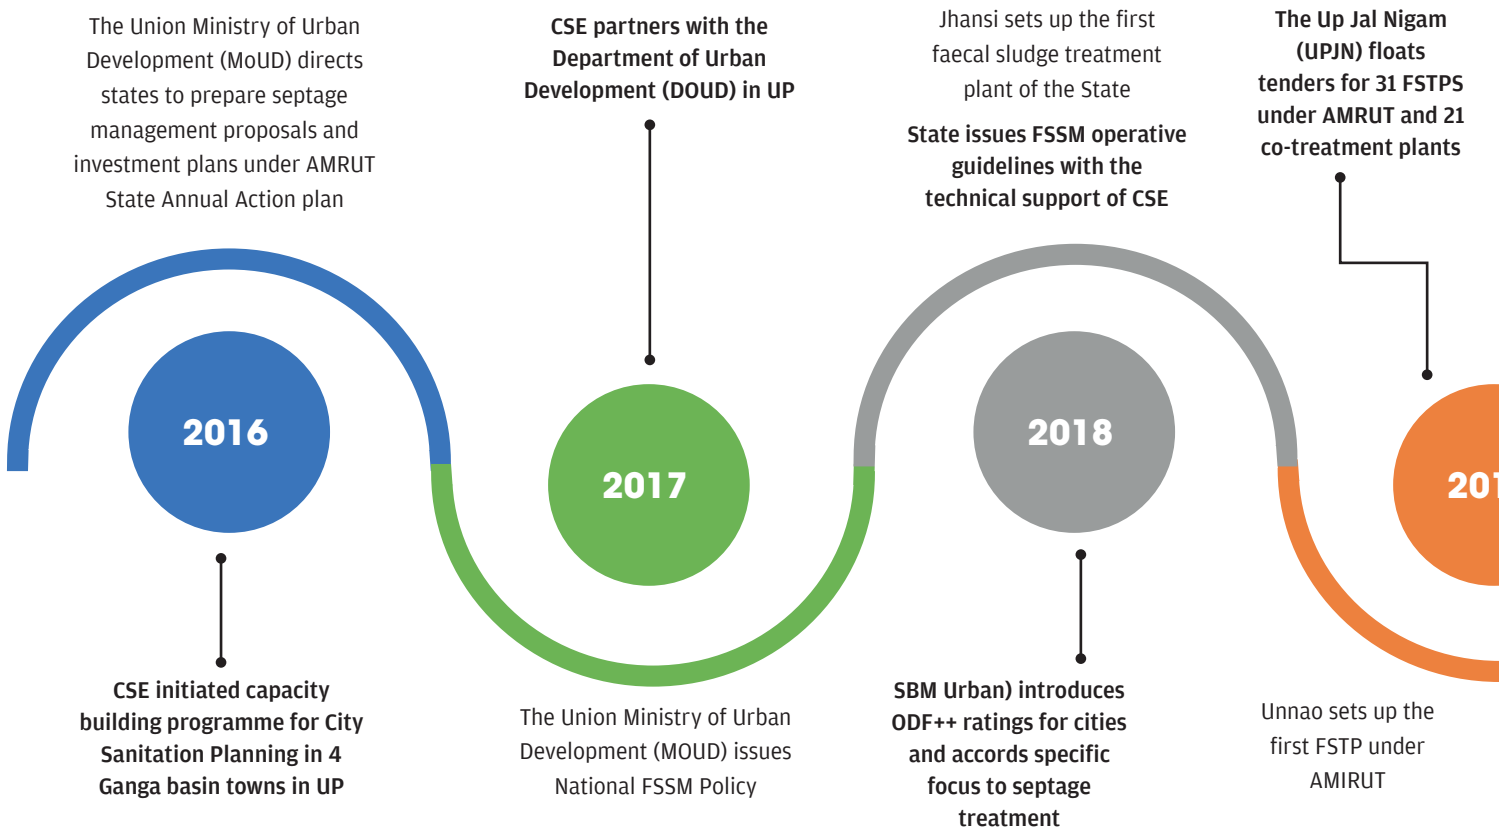 The Union Ministry of Urban
Development (MoUD) directs
states to prepare septage
management proposals and
investment plans under AMRUT
State Annual Action plan
2016
CSE initiated capacity
building programme for City
Sanitation Planning in 4
Ganga basin towns in UP
CSE partners with the
Department of Urban
Development (DOUD) in UP
2017
The Union Ministry of Urban
Development (MOUD) issues
National FSSM Policy
Jhansi sets up the first
faecal sludge treatment
plant of the State
State issues FSSM operative
guidelines with the
technical support of CSE
2018
SBM Urban) introduces
ODF++ ratings for cities
and accords specific
focus to septage
treatment
The Up Jal Nigam
(UPJN) floats
tenders for 31 FSTPS
under AMRUT and 21
co-treatment plants
Unnao sets up the
first FSTP under
AMIRUT